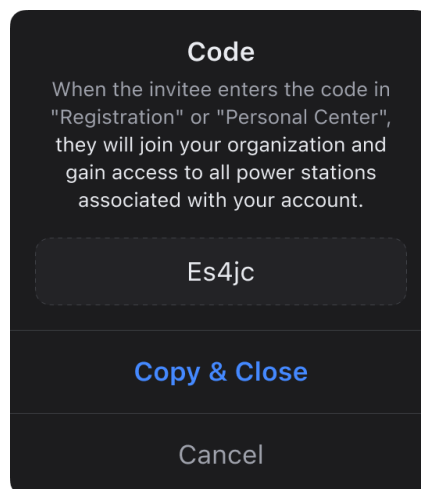 Code
When the invitee enters the code in
"Registration" or "Personal Center",
they will join your organization and
gain access to all power stations
associated with your account.
Es4jc
Copy & Close
Cancel